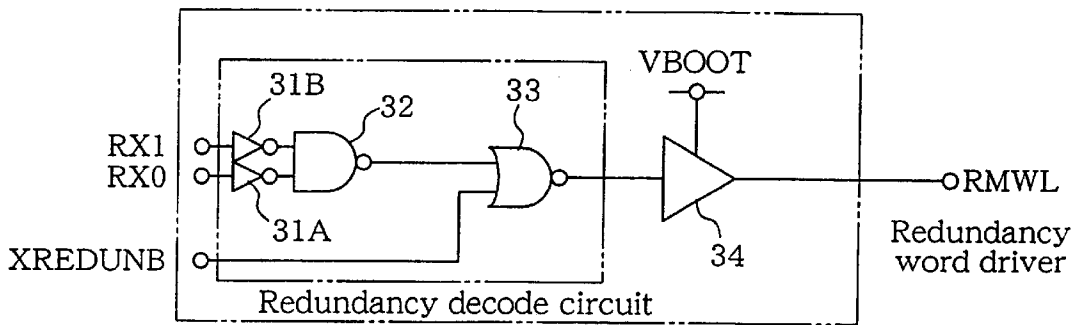 VBOOT
31B
32
33
RX1
RX0
RMWL
31A
34
XREDUNB
Redundancy
word driver
Redundancy decode circuit